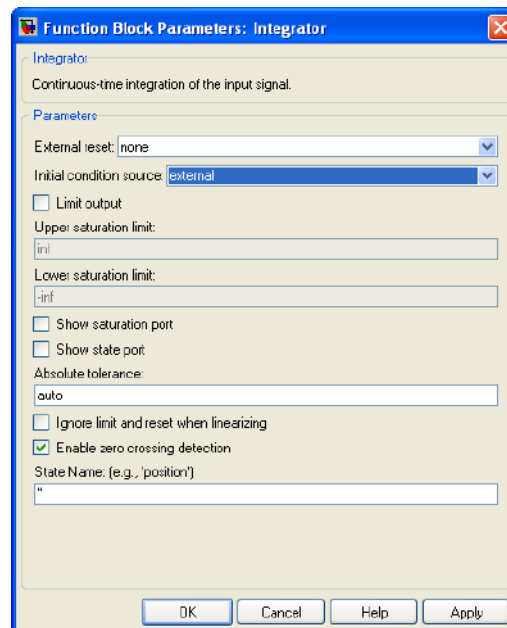 Function Block Parameters: Integrator
Integrator
Continuous-time integration of the input signal.
Parameters
External reset: none
Initial condition source: external
Limit output
Upper saturation limit:
inf
Lower saturation limit:
-inf
Show saturation port
Show state port
Absolute tolerance:
auto
Ignore limit and reset when linearizing
Enable zero crossing detection
State Name: (e.g., 'position')
''
OK Cancel Help Apply